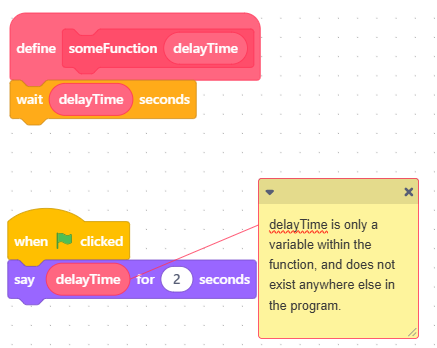 define someFunction delayTime
wait delayTime seconds
when clicked
say delayTime for 2 seconds
delayTime is only a
variable within the
function, and does not
exist anywhere else in
the program.